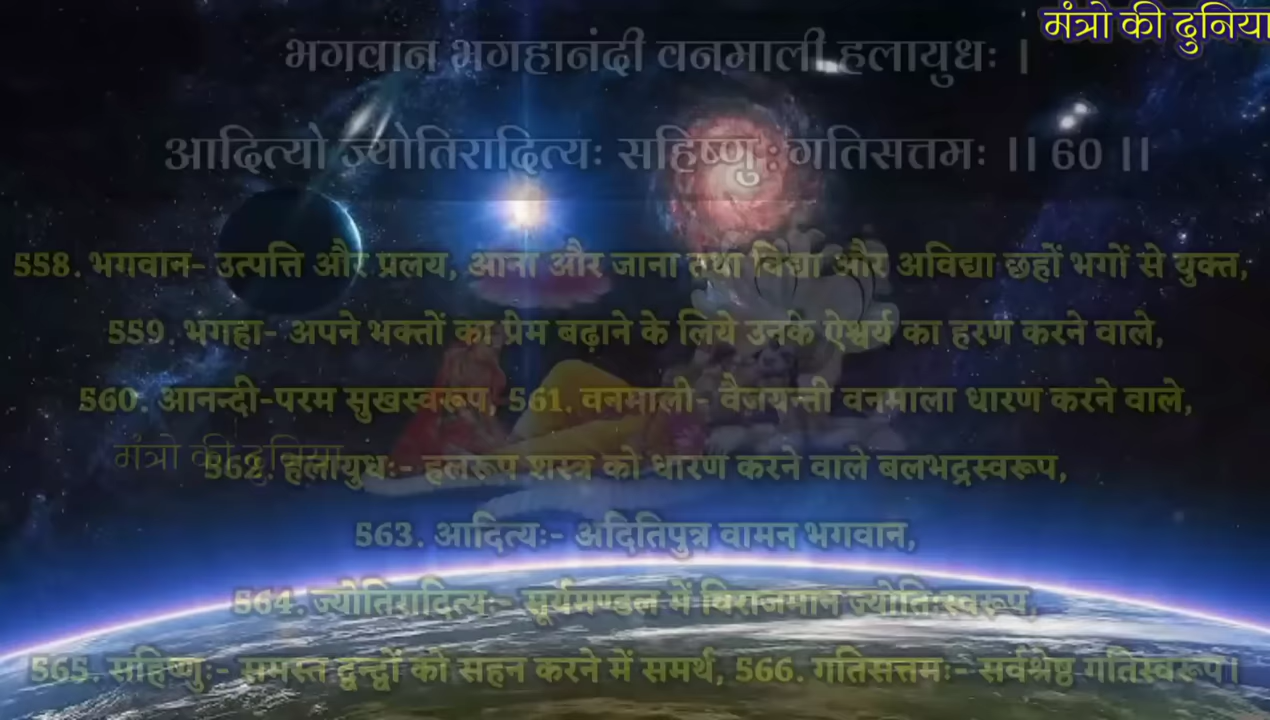 मंत्रो की दुनिया
भगवान भगहानंदी वनमाली हलायुधः ।
आदित्यो ज्योतिरादित्यः सहिष्णु : गतिसत्तमः ।। 60 ।।
558. भगवान- उत्पत्ति और प्रलय, आना और जाना तथा विद्या और अविद्या छहों भगों से युक्त,
559. भगहा- अपने भक्तों का प्रेम बढ़ाने के लिये उनके ऐश्वर्य का हरण करने वाले,
560. आनन्दी-परम सुखस्वरूप, 561. वनमाली- वैजयन्ती वनमाला धारण करने वाले,
मंत्रो की दुनिया
562. हलायुधः- हलरूप शस्त्र को धारण करने वाले बलभद्रस्वरूप,
563. आदित्यः- अदितिपुत्र वामन भगवान,
564. ज्योतिरादित्यः- सूर्यमण्डल में विराजमान ज्योतिःस्वरूप,
565. सहिष्णुः- समस्त द्वन्द्वों को सहन करने में समर्थ, 566. गतिसत्तमः- सर्वश्रेष्ठ गतिस्वरूप।